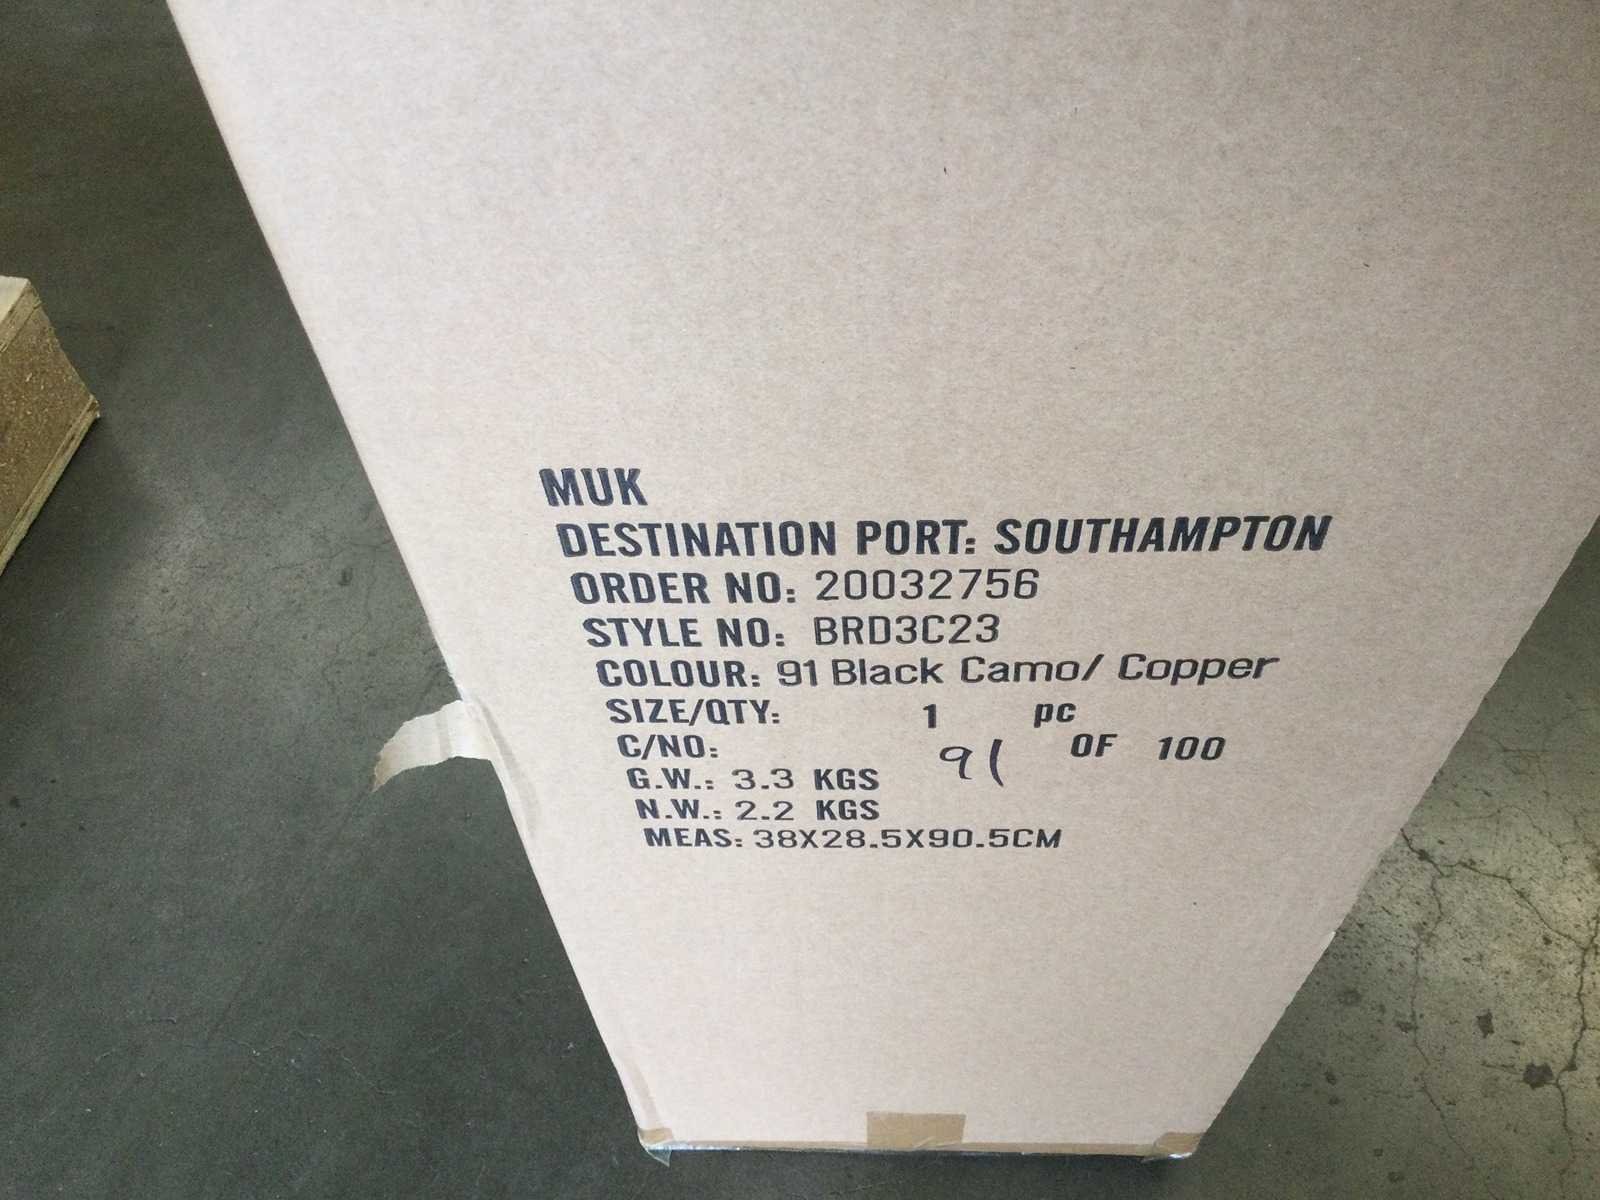 MUK
DESTINATION PORT: SOUTHAMPTON
ORDER NO: 20032756
STYLE NO: BRD3C23
COLOUR: 91 Black Camo/ Copper
SIZE/QTY: 1 pc
C/NO: 91 OF 100
G.W.: 3.3 KGS
N.W.: 2.2 KGS
MEAS: 38X28.5X90.5CM